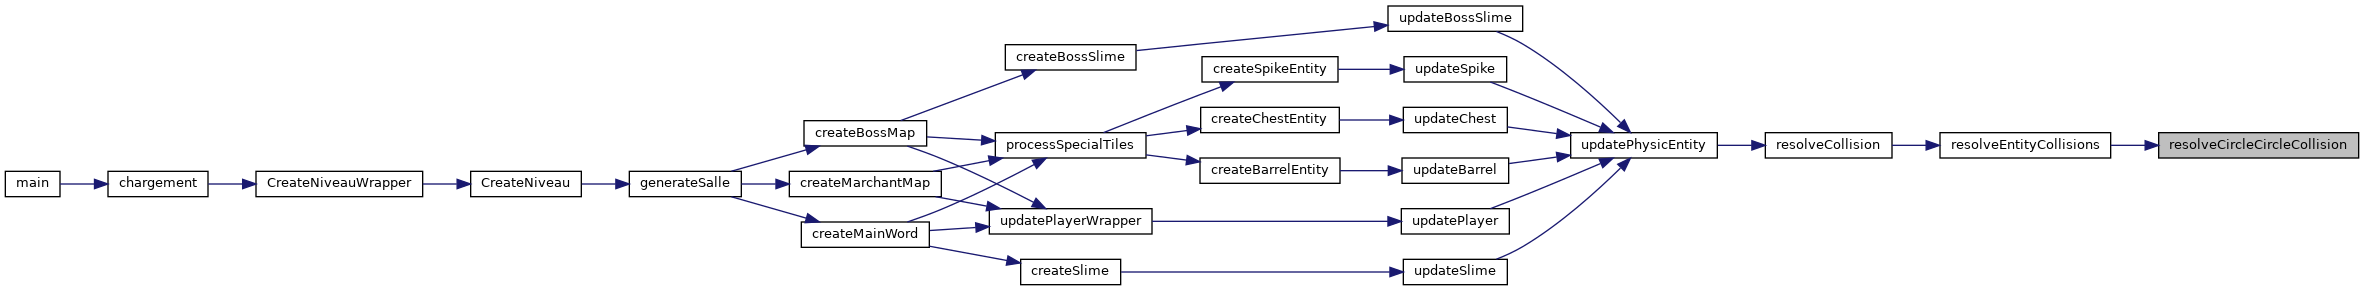 main
chargement
CreateNiveauWrapper
CreateNiveau
generateSalle
createBossMap
createMarchantMap
createMainWord
createBossSlime
processSpecialTiles
updatePlayerWrapper
createSlime
createSpikeEntity
createChestEntity
createBarrelEntity
updateBossSlime
updateSpike
updateChest
updateBarrel
updatePlayer
updateSlime
updatePhysicEntity
resolveCollision
resolveEntityCollisions
resolveCircleCircleCollision